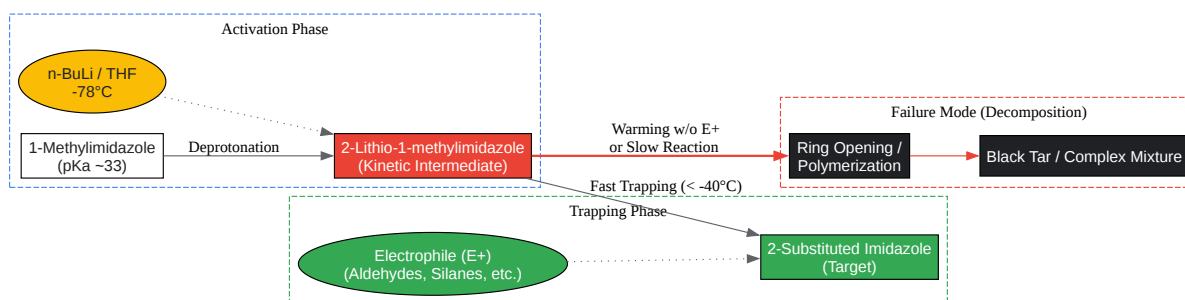 Activation Phase
n-BuLi / THF
-78°C
1-Methylimidazole
(pKa ~33)
Deprotonation
2-Lithio-1-methylimidazole
(Kinetic Intermediate)
Warming w/o E+
or Slow Reaction
Failure Mode (Decomposition)
Ring Opening /
Polymerization
Black Tar / Complex Mixture
Fast Trapping (< -40°C)
Trapping Phase
Electrophile (E+)
(Aldehydes, Silanes, etc.)
2-Substituted Imidazole
(Target)